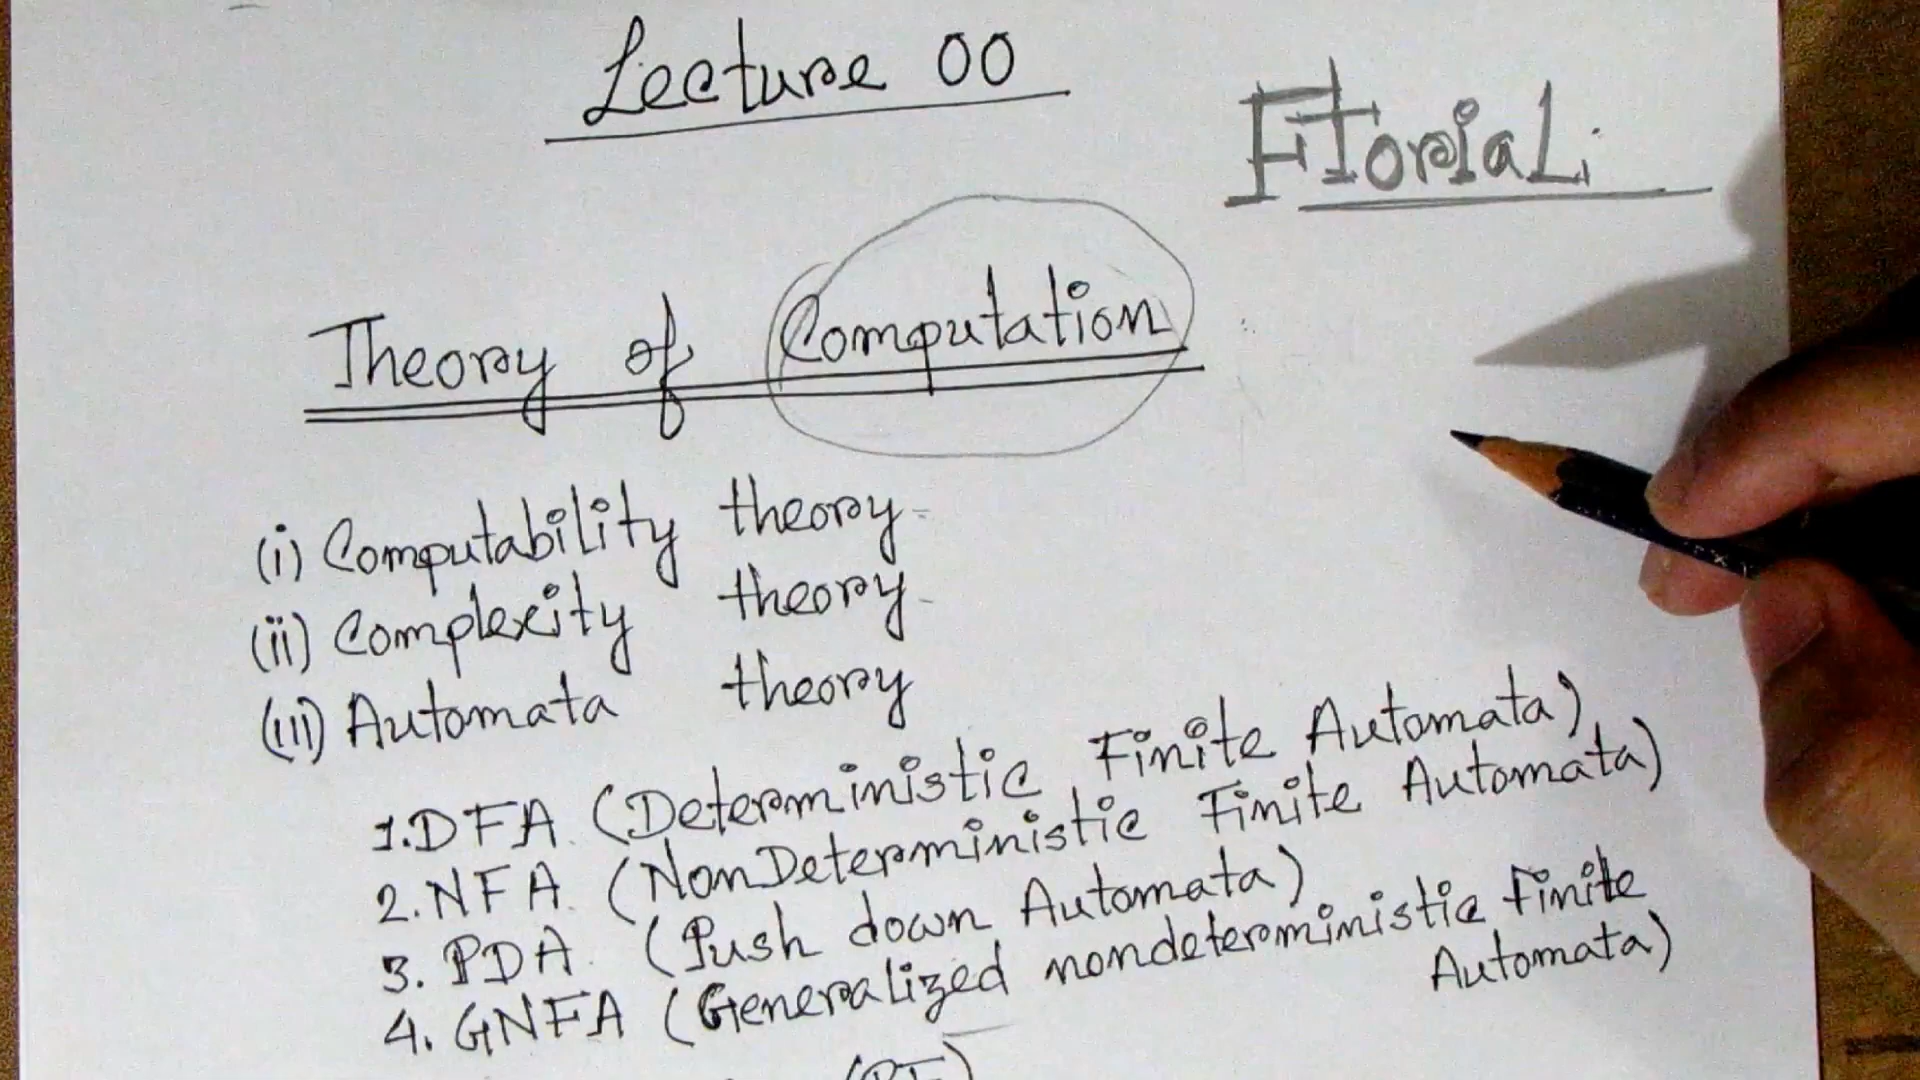 Lecture 00
Ftorial.
Theory of Computation
(i) Computability theory
(ii) Complexity theory
(iii) Automata theory
1. DFA (Deterministic Finite Automata)
2. NFA (NonDeterministic Finite Automata)
3. PDA (Push down Automata)
4. GNFA (Generalized nondeterministic finite
Automata)